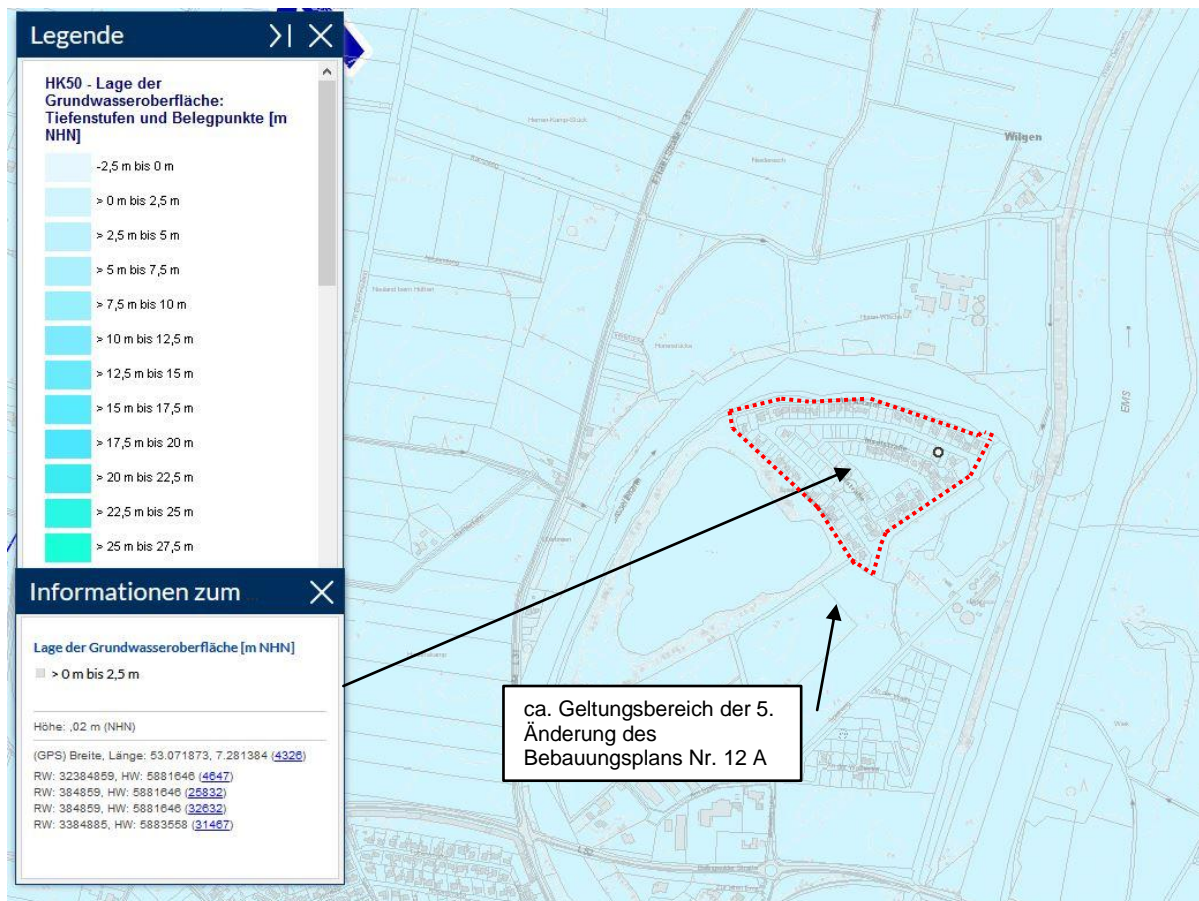 Legende
HK50 - Lage der
Grundwasseroberfläche:
Tiefenstufen und Belegpunkte [m
NHN]
-2,5 m bis 0 m
> 0 m bis 2,5 m
> 2,5 m bis 5 m
> 5 m bis 7,5 m
> 7,5 m bis 10 m
> 10 m bis 12,5 m
> 12,5 m bis 15 m
> 15 m bis 17,5 m
> 17,5 m bis 20 m
> 20 m bis 22,5 m
> 22,5 m bis 25 m
> 25 m bis 27,5 m
Informationen zum
Lage der Grundwasseroberfläche [m NHN]
> 0 m bis 2,5 m
Höhe: ,02 m (NHN)
(GPS) Breite, Länge: 53.071873, 7.281384 (4326)
RW: 32384859, HW: 5881646 (4647)
RW: 384859, HW: 5881646 (25832)
RW: 384859, HW: 5881646 (32632)
RW: 3384885, HW: 5883558 (31467)
Wilgen
EMS
ca. Geltungsbereich der 5.
Änderung des
Bebauungsplans Nr. 12 A